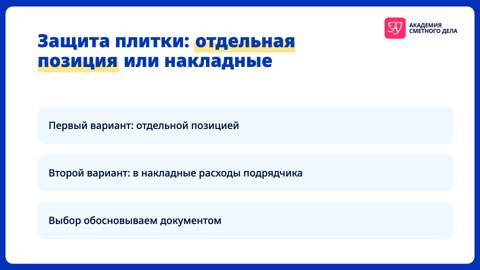 Защита плитки: отдельная
позиция или накладные
АКАДЕМИЯ
СМЕТНОГО ДЕЛА
Первый вариант: отдельной позицией
Второй вариант: в накладные расходы подрядчика
Выбор обосновываем документом